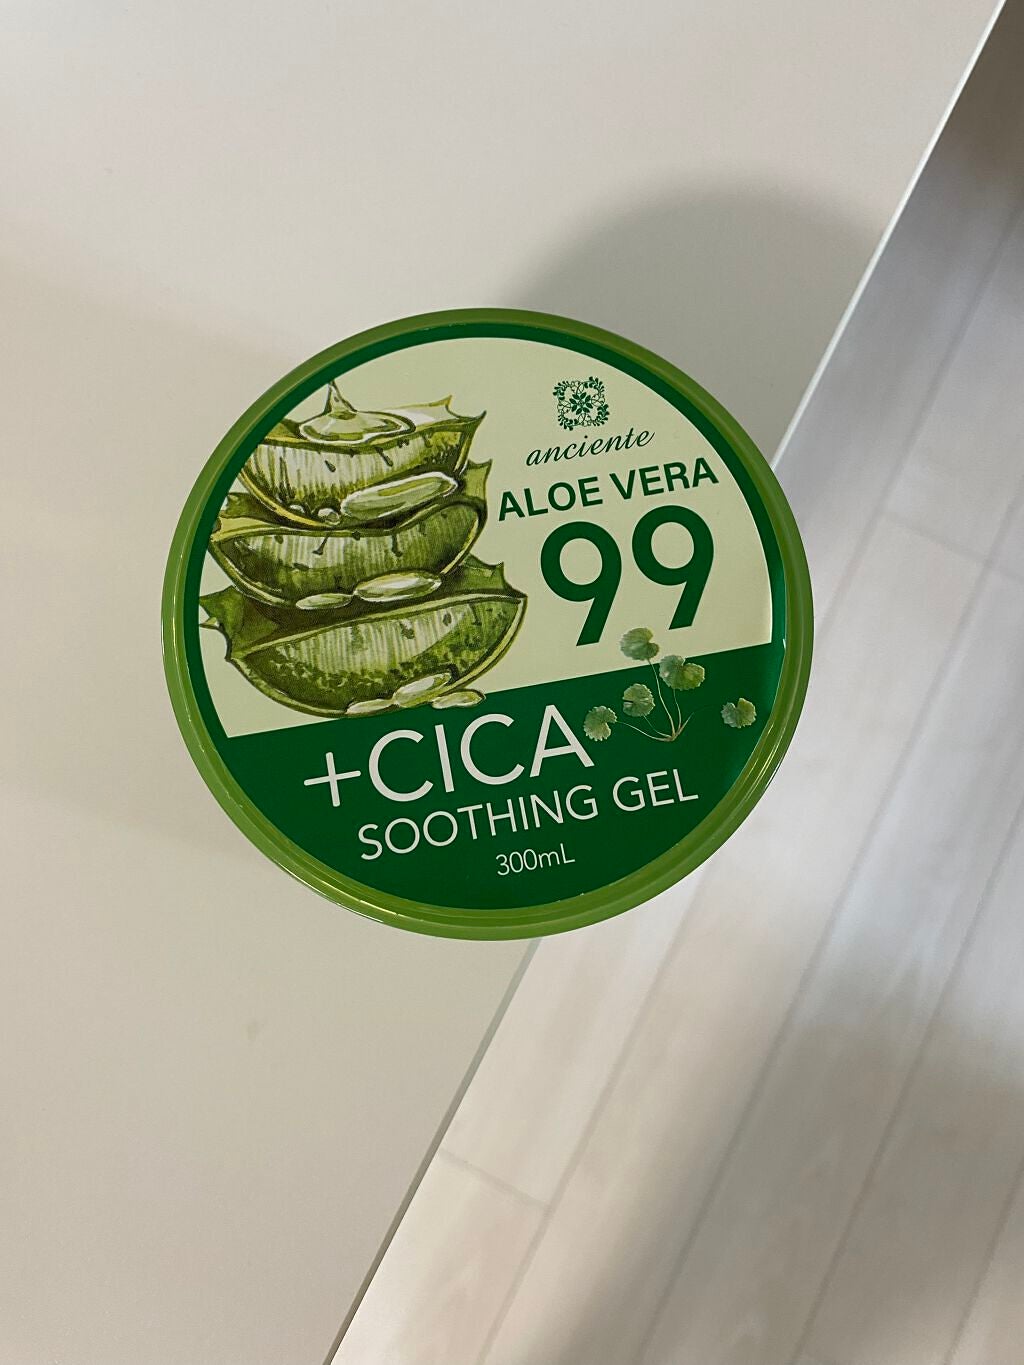 anciente
ALOE VERA
99
+CICA
SOOTHING GEL
300mL